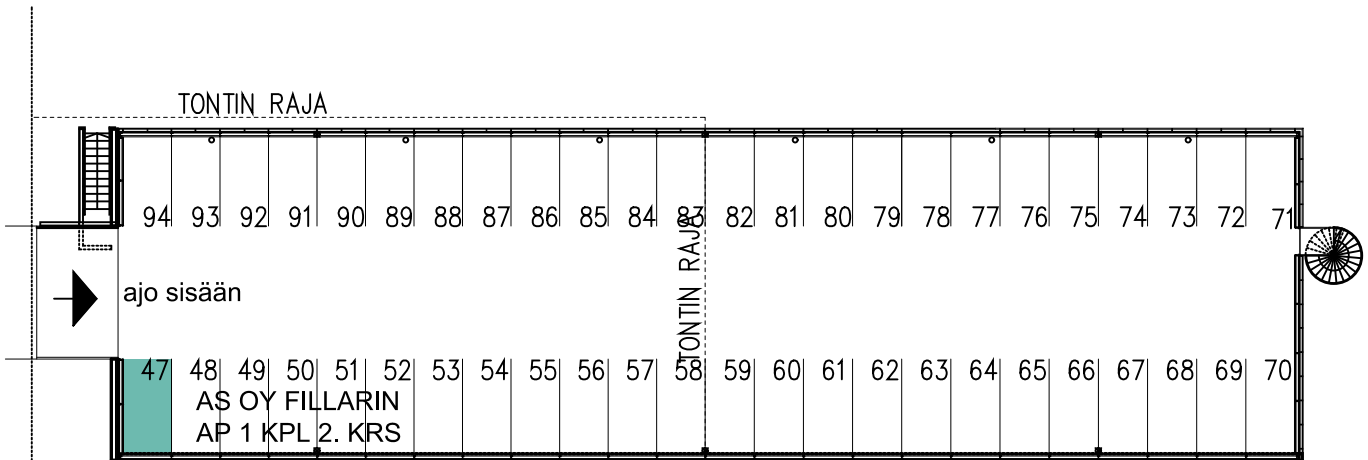 TONTIN RAJA
94 93 92 91 90 89 88 87 86 85 84 83 82 81 80 79 78 77 76 75 74 73 72 71
TONTIN RAJA
ajo sisään
47 48 49 50 51 52 53 54 55 56 57 58 59 60 61 62 63 64 65 66 67 68 69 70
AS OY FILLARIN
AP 1 KPL 2. KRS